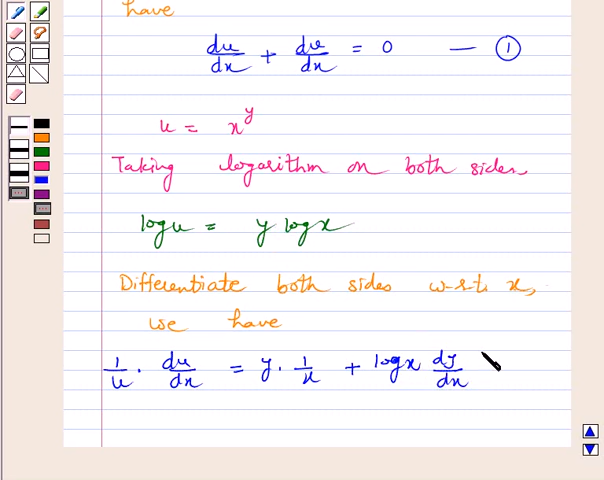 have
du/dx + dv/dx = 0 — ①
u = x^y
Taking logarithm on both sides,
log u = y log x
Differentiate both sides w.r.t. x,
we have
1/u · du/dx = y · 1/x + log x dy/dx